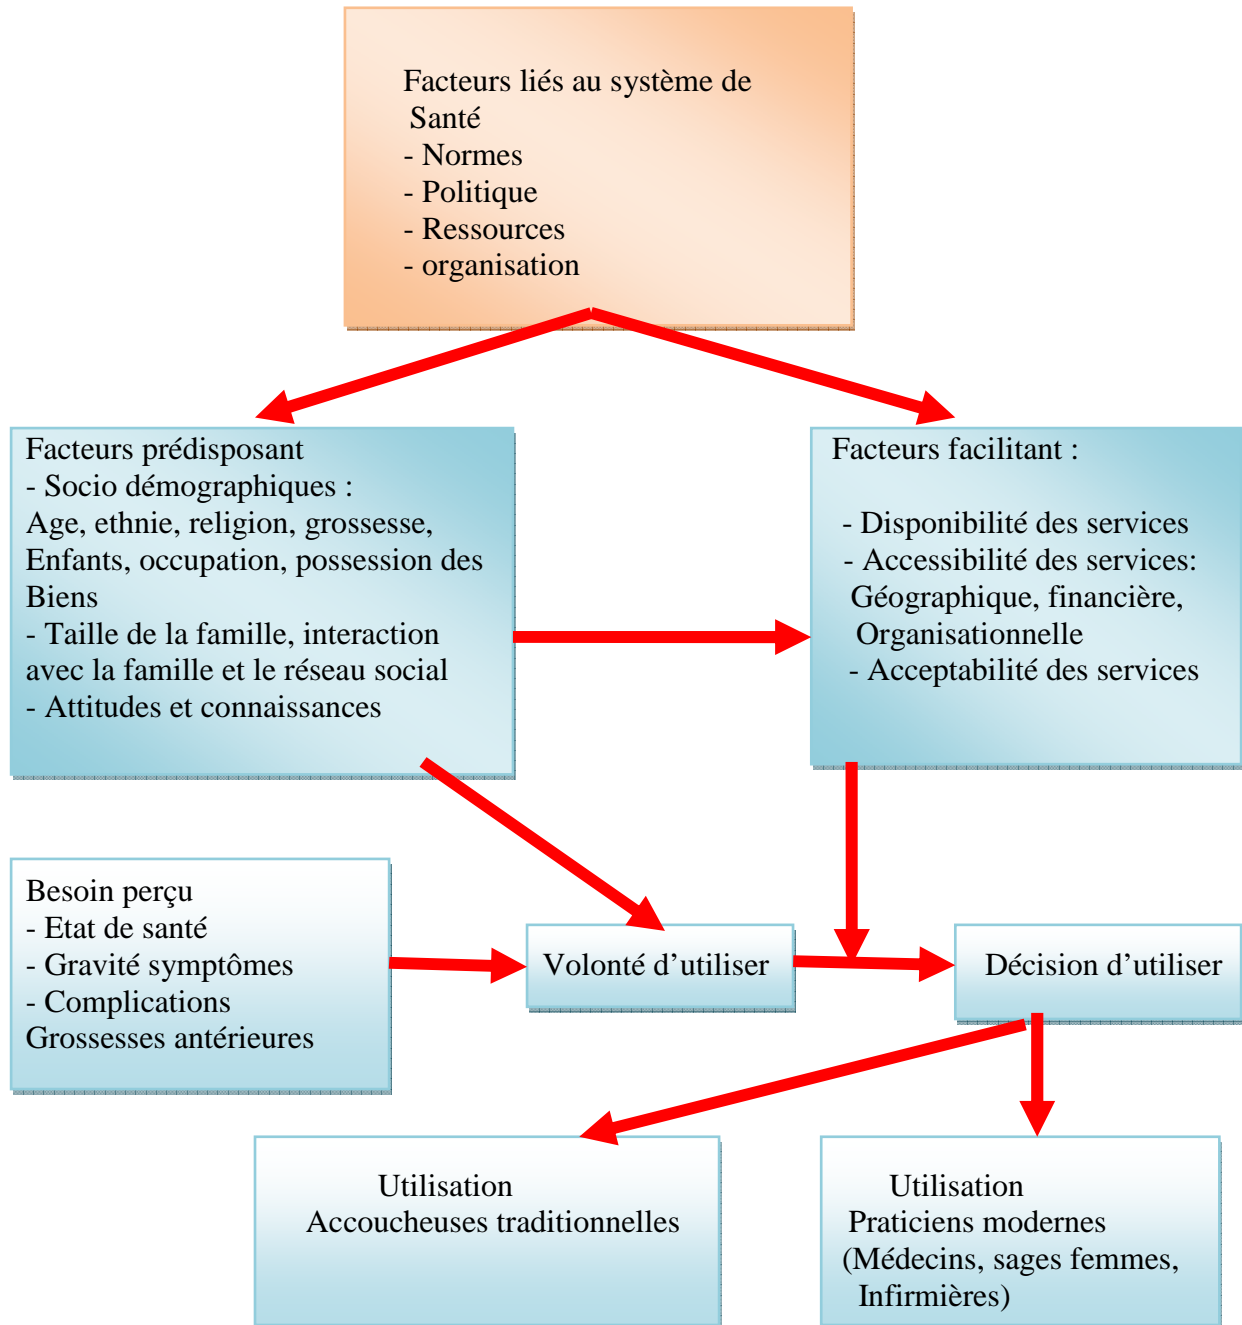 Facteurs liés au système de
Santé
- Normes
- Politique
- Ressources
- organisation
Facteurs prédisposant
- Socio démographiques :
Age, ethnie, religion, grossesse,
Enfants, occupation, possession des
Biens
- Taille de la famille, interaction
avec la famille et le réseau social
- Attitudes et connaissances
Facteurs facilitant :
- Disponibilité des services
- Accessibilité des services:
Géographique, financière,
Organisationnelle
- Acceptabilité des services
Besoin perçu
- Etat de santé
- Gravité symptômes
- Complications
Grossesses antérieures
Volonté d’utiliser
Décision d’utiliser
Utilisation
Accoucheuses traditionnelles
Utilisation
Praticiens modernes
(Médecins, sages femmes,
Infirmières)